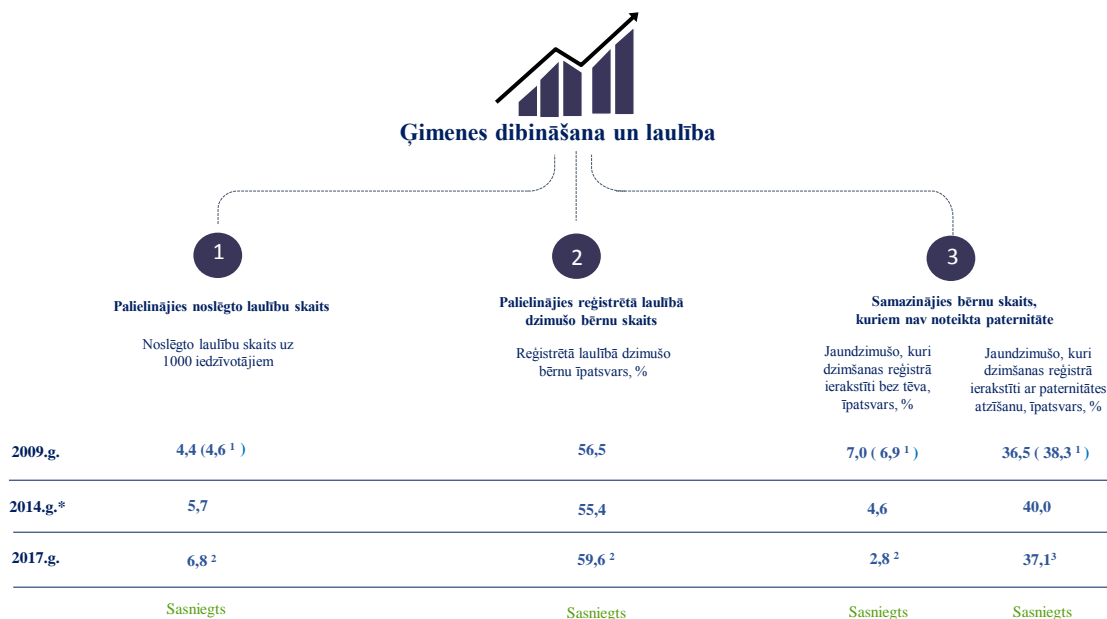 Ģimenes dibināšana un laulība
1
2
3
Palielinājies noslēgto laulību skaits
Noslēgto laulību skaits uz
1000 iedzīvotājiem
Palielinājies reģistrētā laulībā
dzimušo bērnu skaits
Reģistrētā laulībā dzimušo
bērnu īpatsvars, %
Samazinājies bērnu skaits,
kuriem nav noteikta paternitāte
Jaundzimušo, kuri
dzimšanas reģistrā
ierakstīti bez tēva,
īpatsvars, %
Jaundzimušo, kuri
dzimšanas reģistrā
ierakstīti ar paternitātes
atzīšanu, īpatsvars, %
2009.g. 4,4 (4,6 ¹ ) 56,5 7,0 ( 6,9 ¹ ) 36,5 ( 38,3 ¹ )
2014.g.* 5,7 55,4 4,6 40,0
2017.g. 6,8 ² 59,6 ² 2,8 ² 37,1³
Sasniegts Sasniegts Sasniegts Sasniegts